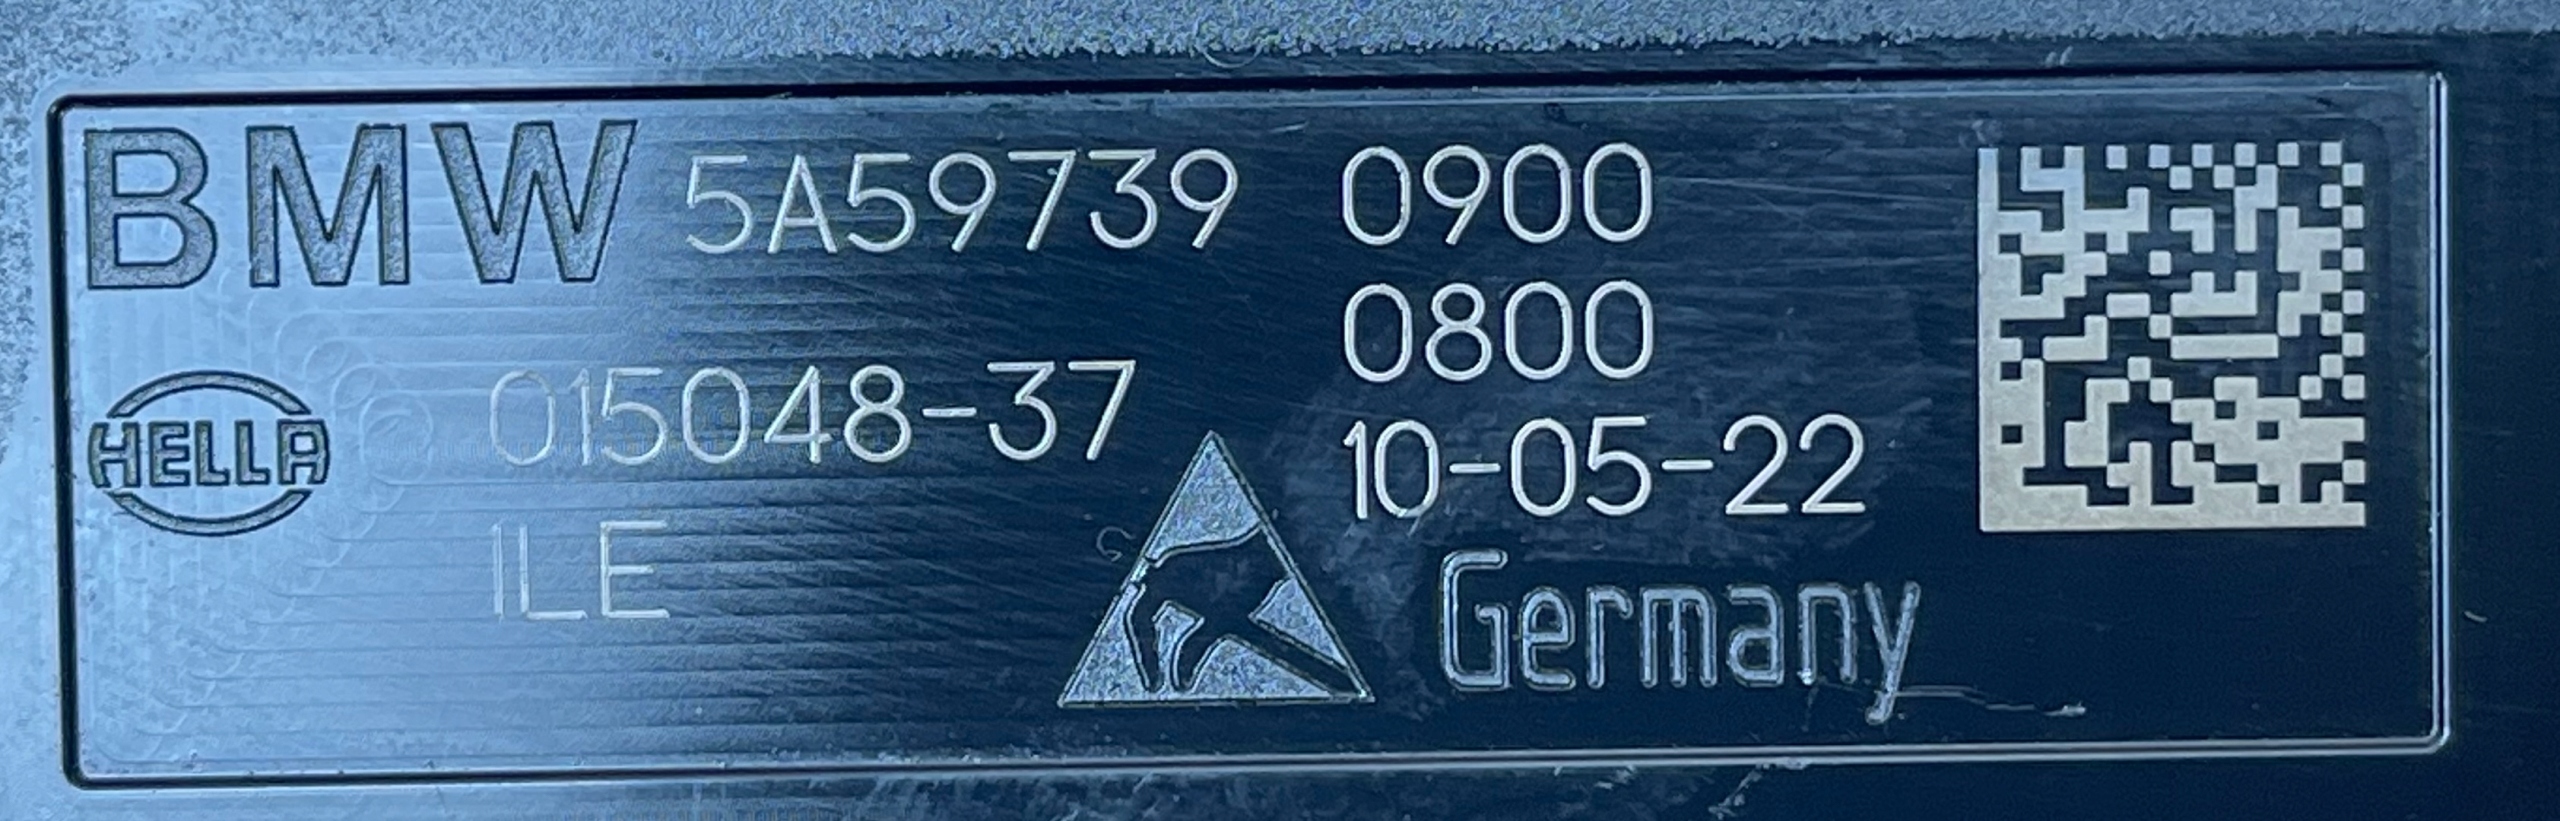 BMW 5A59739 0900
0800
HELLA 015048-37
10-05-22
ILE
Germany